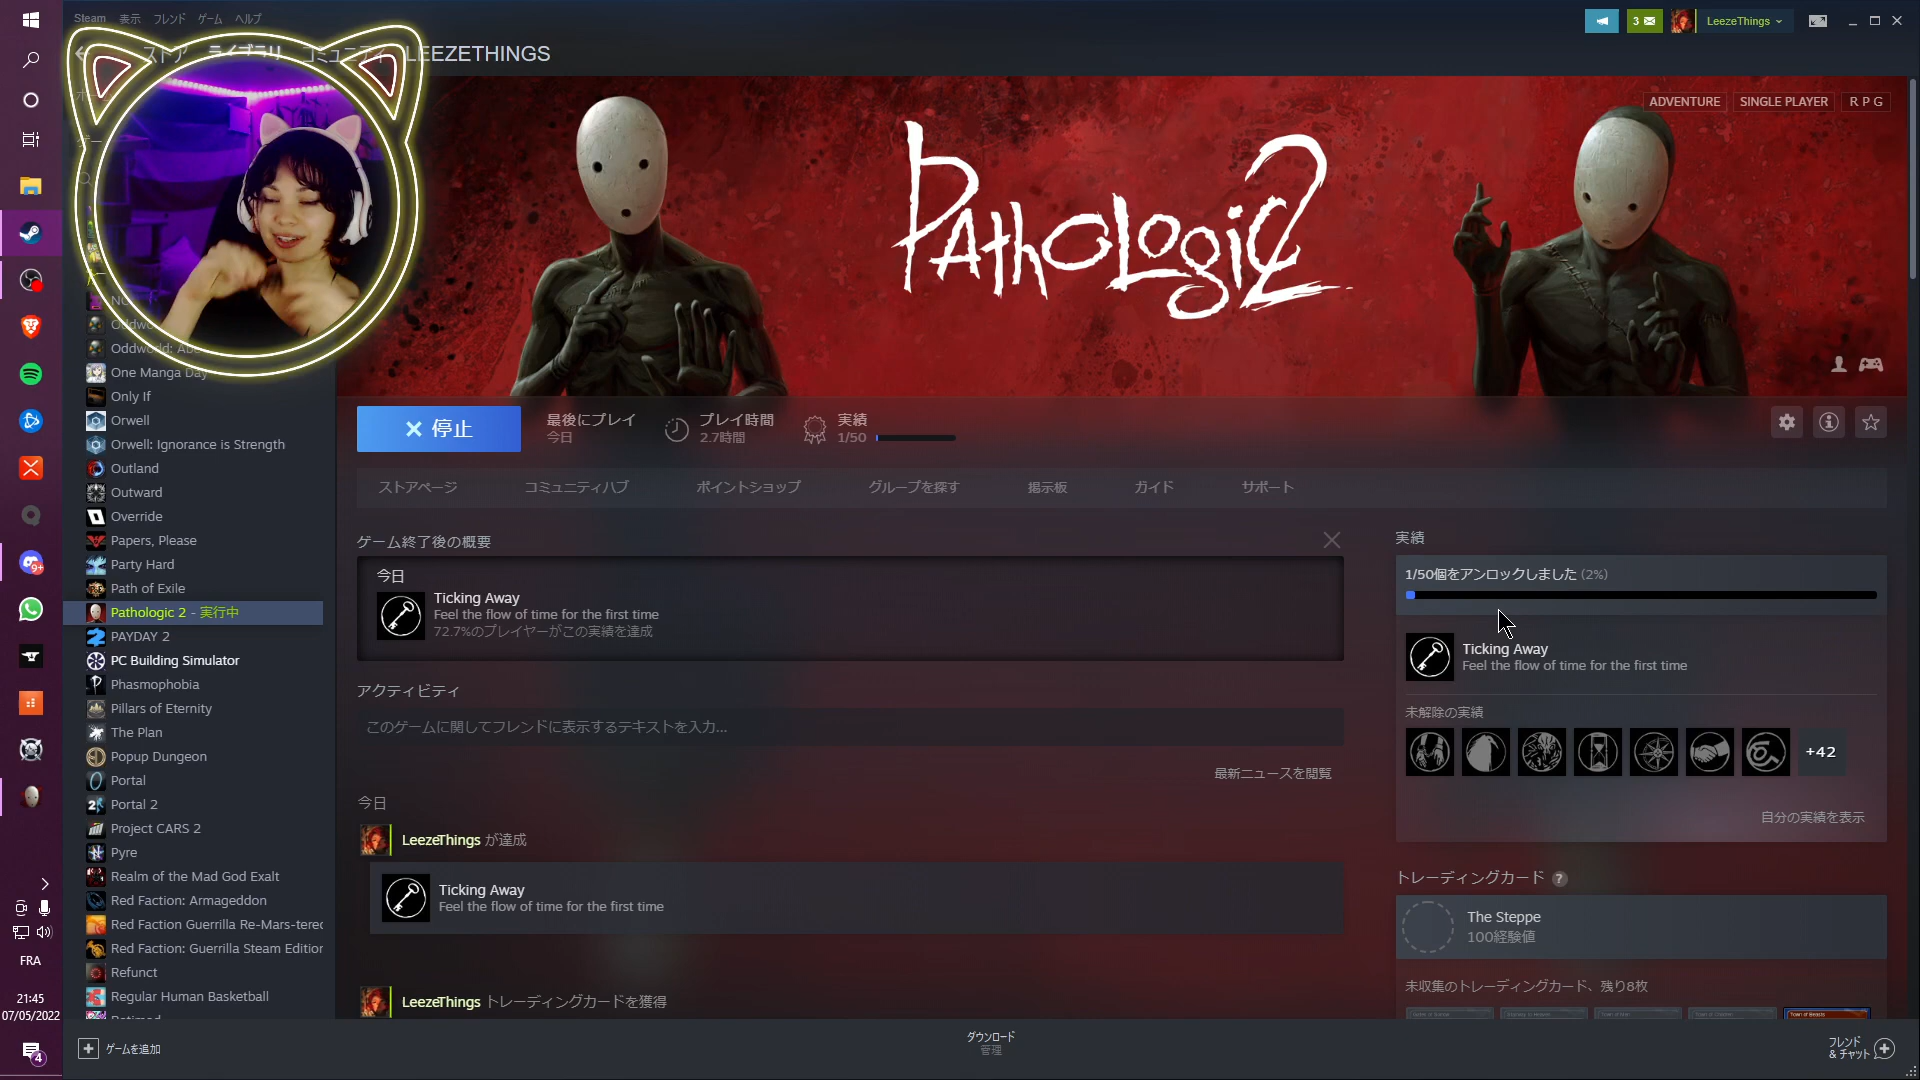 Steam 表示 フレンド ゲーム ヘルプ
3
LeezeThings
ストア ライブラリ コミュニティ LEEZETHINGS
ADVENTURE
SINGLE PLAYER
RPG
PAthoLogic 2
One Manga Day
Only If
Orwell
Orwell: Ignorance is Strength
Outland
Outward
Override
Papers, Please
Party Hard
Path of Exile
Pathologic 2 - 実行中
PAYDAY 2
PC Building Simulator
Phasmophobia
Pillars of Eternity
The Plan
Popup Dungeon
Portal
Portal 2
Project CARS 2
Pyre
Realm of the Mad God Exalt
Red Faction: Armageddon
Red Faction Guerrilla Re-Mars-tered
Red Faction: Guerrilla Steam Edition
Refunct
Regular Human Basketball
停止
最後にプレイ
今日
プレイ時間
2.7時間
実績
1/50
ストアページ
コミュニティハブ
ポイントショップ
グループを探す
掲示板
ガイド
サポート
ゲーム終了後の概要
今日
Ticking Away
Feel the flow of time for the first time
72.7%のプレイヤーがこの実績を達成
アクティビティ
このゲームに関してフレンドに表示するテキストを入力...
最新ニュースを閲覧
今日
LeezeThings が達成
Ticking Away
Feel the flow of time for the first time
LeezeThings トレーディングカードを獲得
実績
1/50個をアンロックしました (2%)
Ticking Away
Feel the flow of time for the first time
未解除の実績
+42
自分の実績を表示
トレーディングカード ?
The Steppe
100経験値
未収集のトレーディングカード、残り8枚
FRA
21:45
07/05/2022
4
9+
ゲームを追加
ダウンロード
管理
フレンド
& チャット